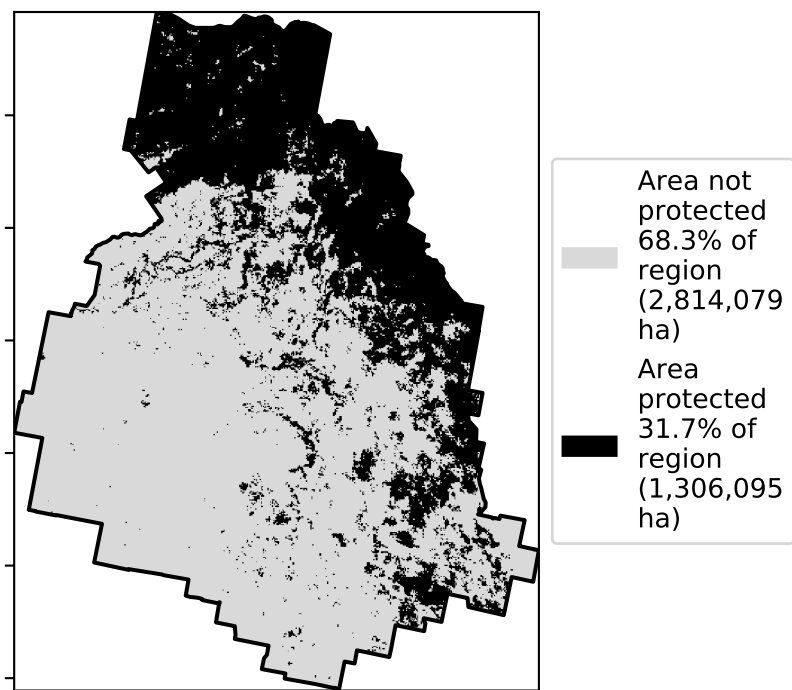 Area not
protected
68.3% of
region
(2,814,079
ha)
Area
protected
31.7% of
region
(1,306,095
ha)